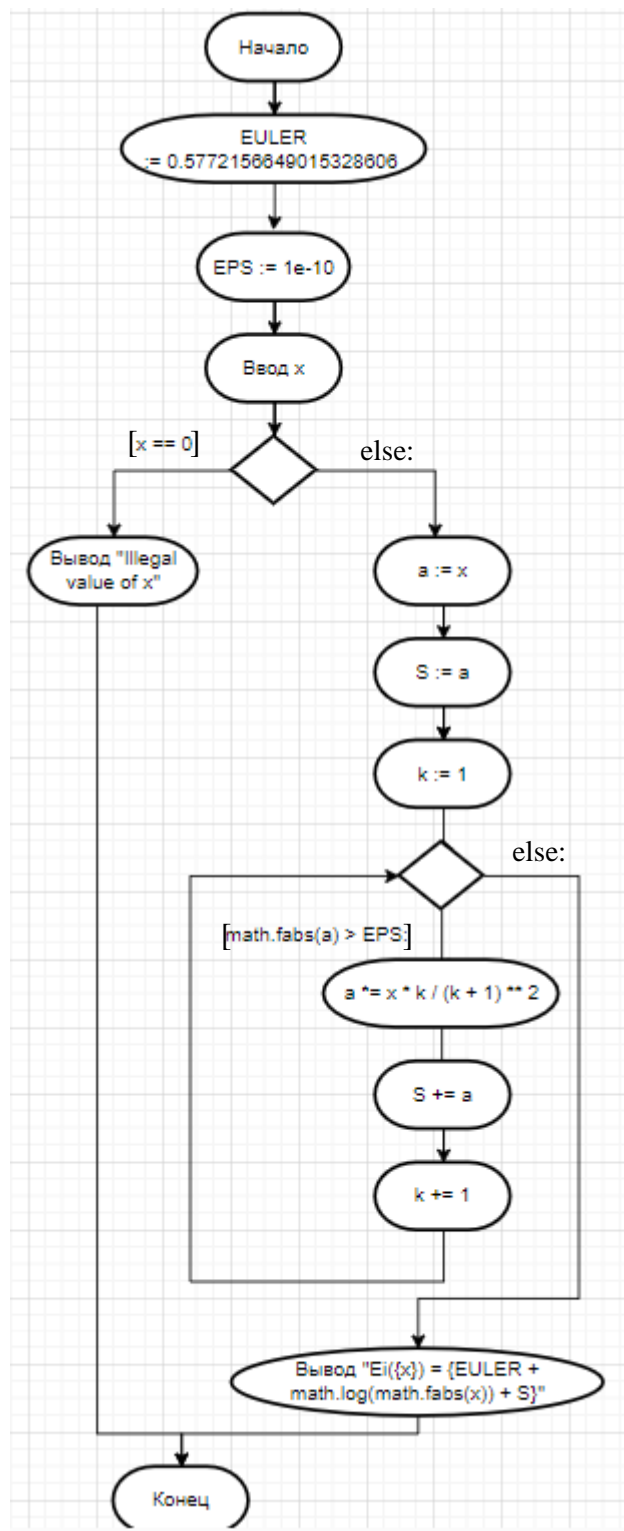 Начало
EULER
:= 0.5772156649015328606
EPS := 1e-10
Ввод x
[x == 0]
else:
Вывод "Illegal
value of x"
a := x
S := a
k := 1
else:
[math.fabs(a) > EPS:]
a *= x * k / (k + 1) ** 2
S += a
k += 1
Вывод "Ei({x}) = {EULER +
math.log(math.fabs(x)) + S}"
Конец